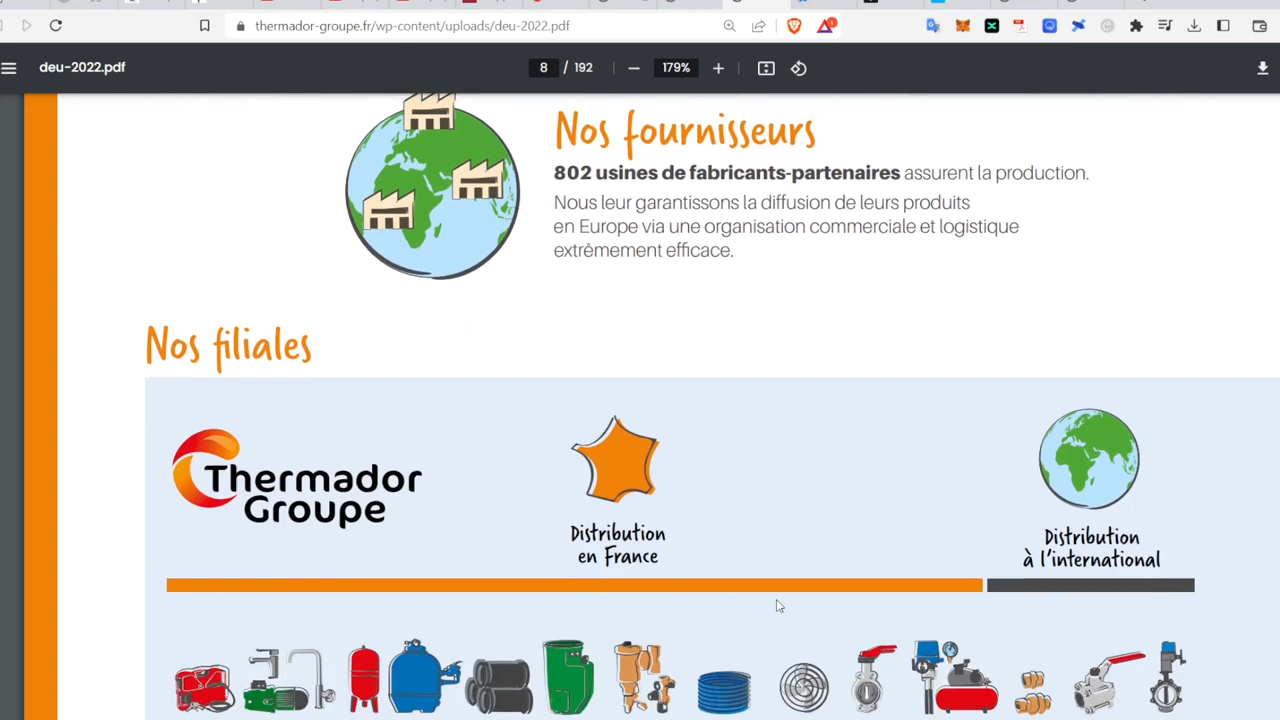 thermador-groupe.fr/wp-content/uploads/deu-2022.pdf
deu-2022.pdf
8 / 192
179%
Nos fournisseurs
802 usines de fabricants-partenaires assurent la production.
Nous leur garantissons la diffusion de leurs produits
en Europe via une organisation commerciale et logistique
extrêmement efficace.
Nos filiales
Thermador
Groupe
Distribution
en France
Distribution
à l'international